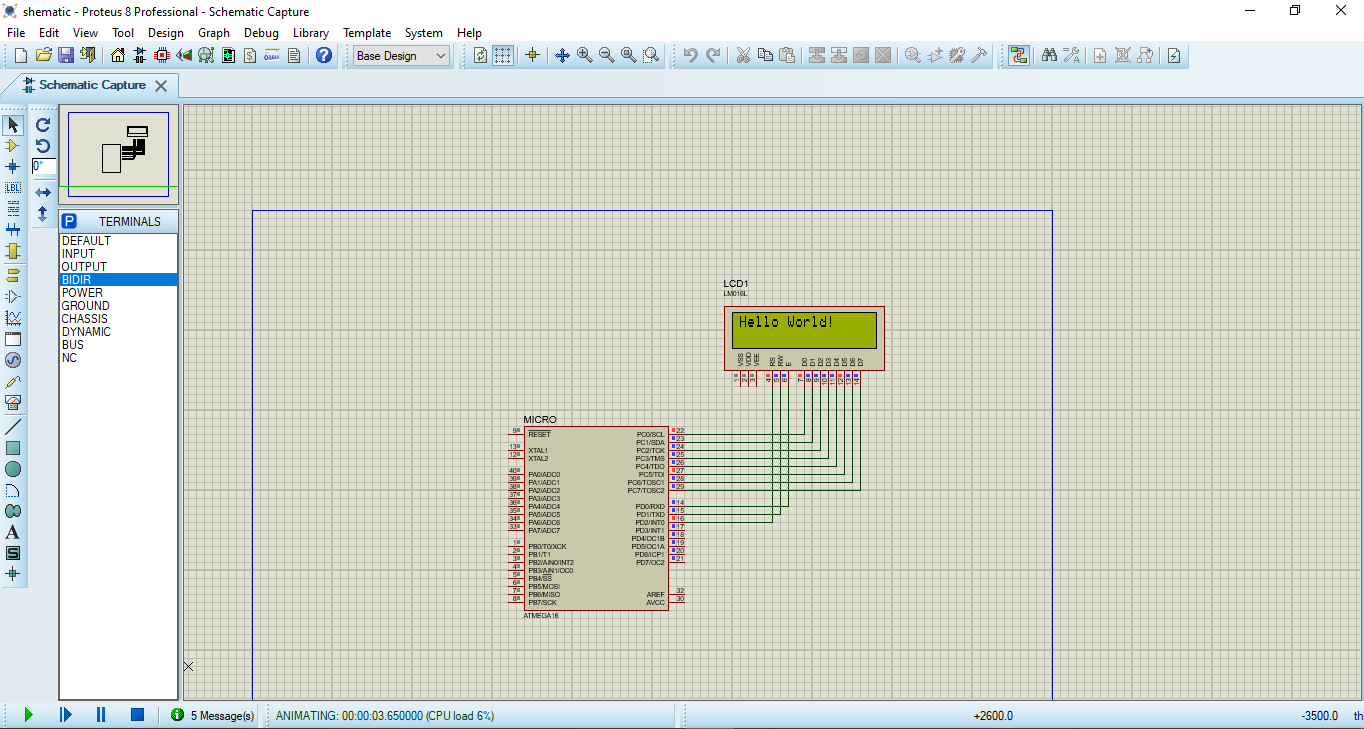 shematic - Proteus 8 Professional - Schematic Capture
File Edit View Tool Design Graph Debug Library Template System Help
Base Design
Schematic Capture
0°
LBL
P TERMINALS
DEFAULT
INPUT
OUTPUT
BIDIR
POWER
GROUND
CHASSIS
DYNAMIC
BUS
NC
A
S
LCD1
LM016L
Hello World!
VSS VDD VEE RS RW E D0 D1 D2 D3 D4 D5 D6 D7
1 2 3 4 5 6 7 8 9 10 11 12 13 14
MICRO
9 RESET PC0/SCL 22
PC1/SDA 23
13 XTAL1 PC2/TCK 24
12 XTAL2 PC3/TMS 25
PC4/TDO 26
40 PA0/ADC0 PC5/TDI 27
39 PA1/ADC1 PC6/TOSC1 28
38 PA2/ADC2 PC7/TOSC2 29
37 PA3/ADC3
36 PA4/ADC4 PD0/RXD 14
35 PA5/ADC5 PD1/TXD 15
34 PA6/ADC6 PD2/INT0 16
33 PA7/ADC7 PD3/INT1 17
PD4/OC1B 18
1 PB0/T0/XCK PD5/OC1A 19
2 PB1/T1 PD6/ICP1 20
3 PB2/AIN0/INT2 PD7/OC2 21
4 PB3/AIN1/OC0
5 PB4/SS
6 PB5/MOSI
7 PB6/MISO AREF 32
8 PB7/SCK AVCC 30
ATMEGA16
5 Message(s) ANIMATING: 00:00:03.650000 (CPU load 6%) +2600.0 -3500.0 th